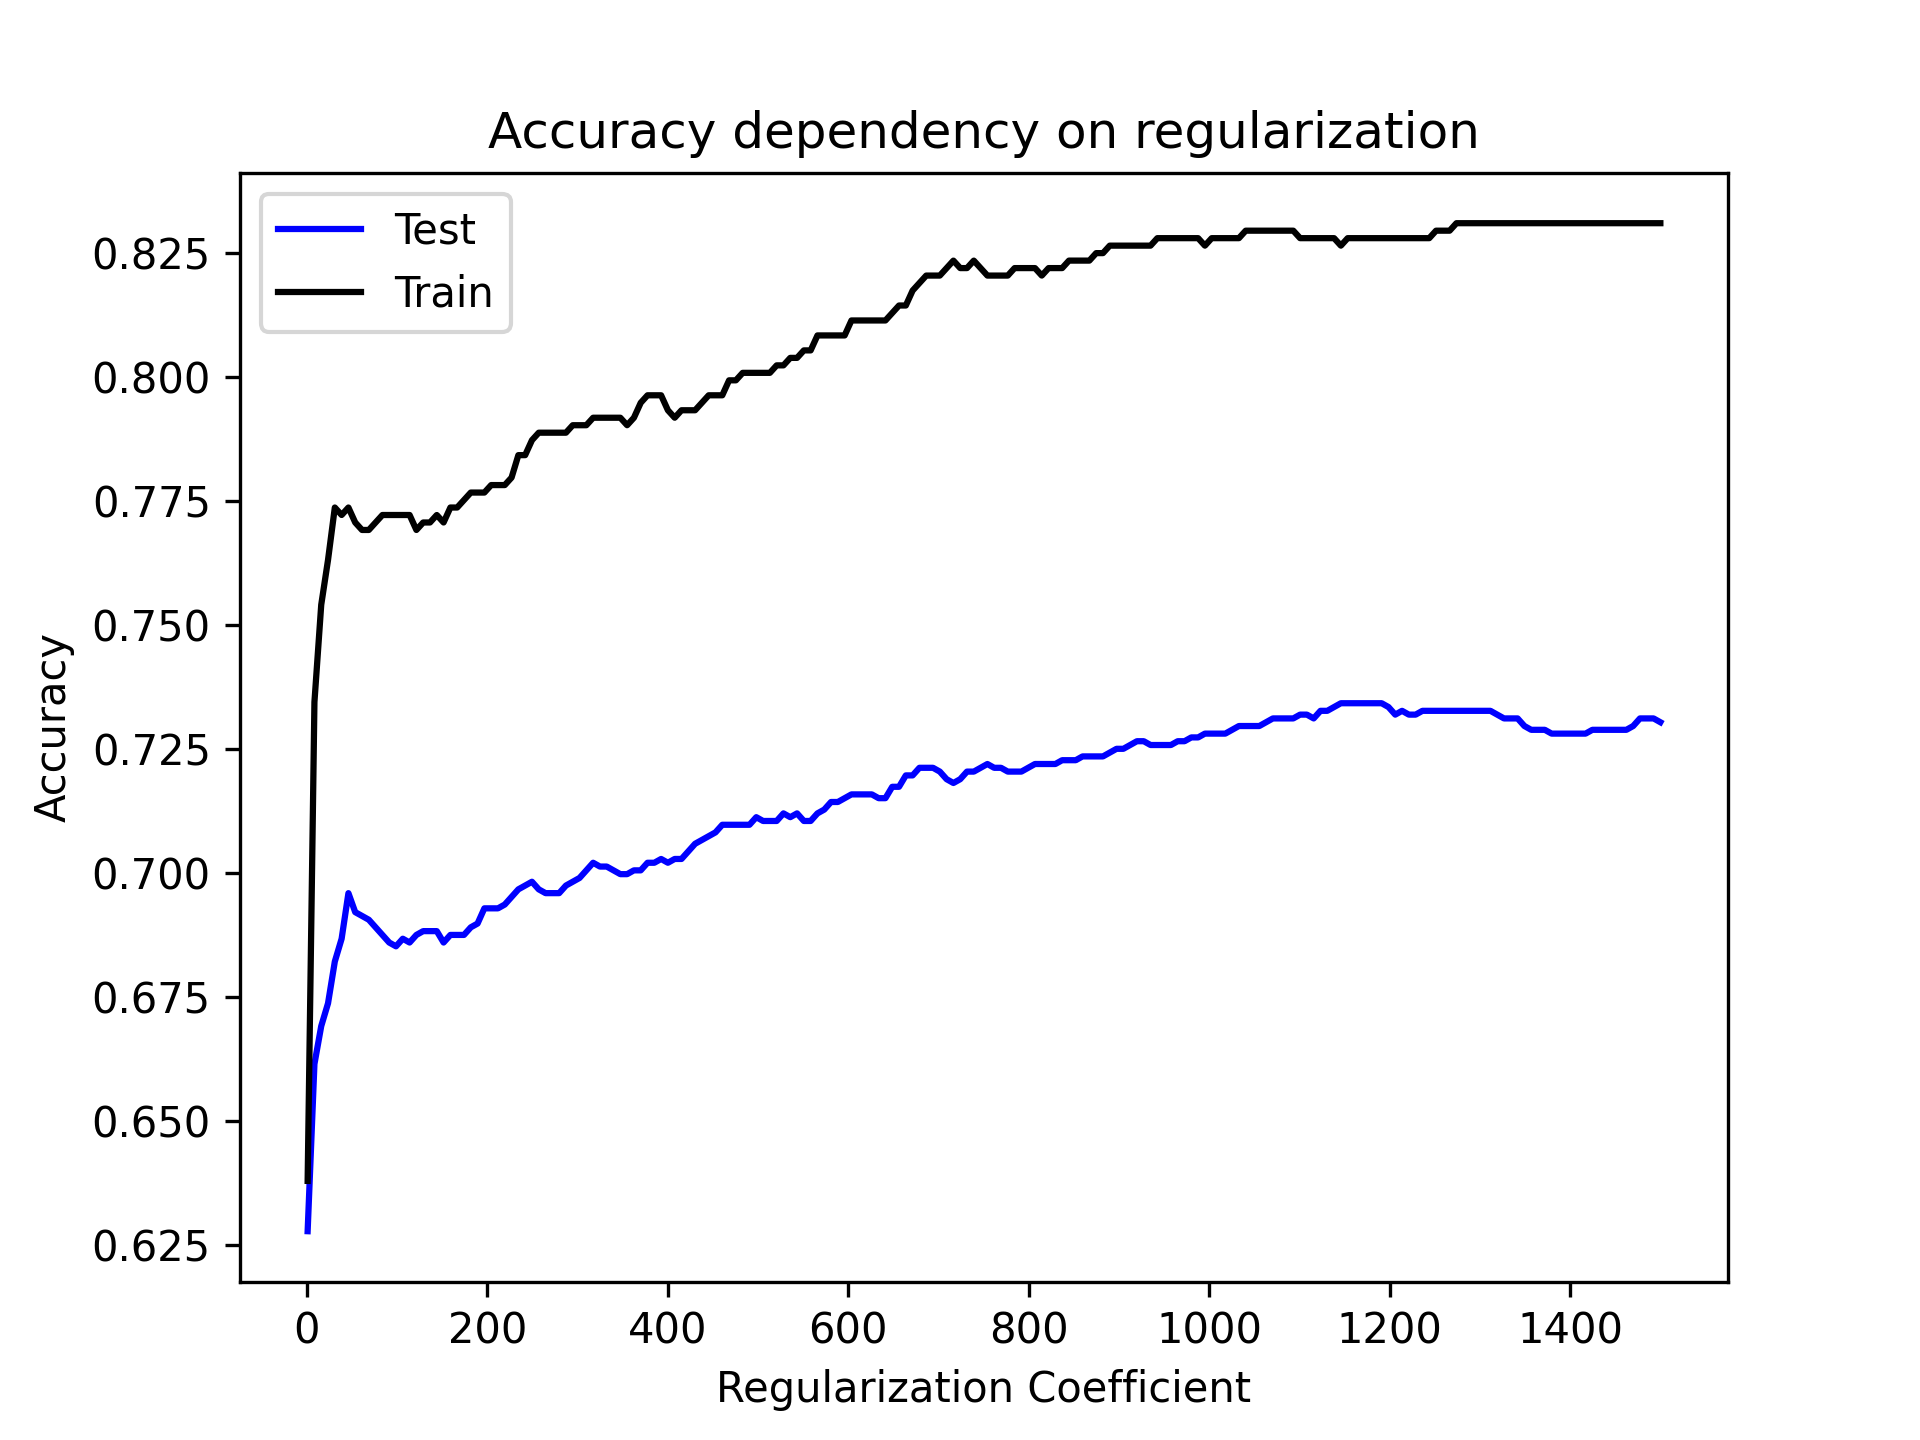 Accuracy dependency on regularization
Test
Train
0.825
0.800
0.775
0.750
0.725
0.700
0.675
0.650
0.625
Accuracy
0 200 400 600 800 1000 1200 1400
Regularization Coefficient